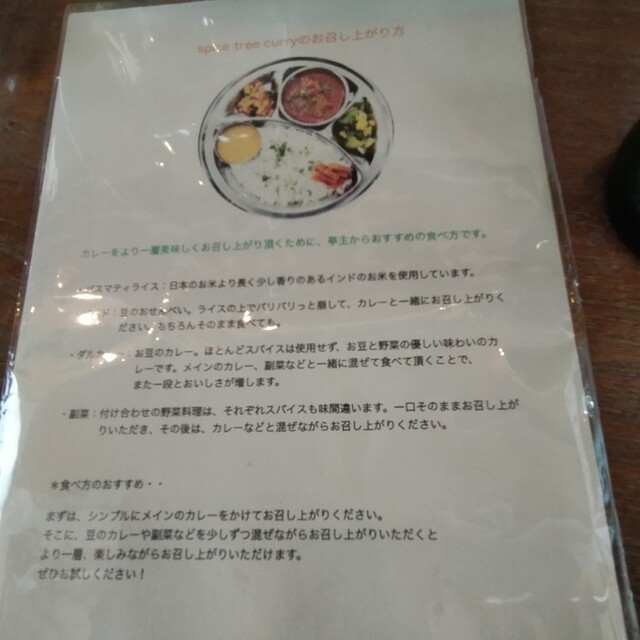 spice tree curryのお召し上がり方
カレーをより一層美味しくお召し上がり頂くために、亭主からおすすめの食べ方です。
バスマティライス：日本のお米より長く少し香りのあるインドのお米を使用しています。
ド：豆のおせんべい。ライスの上でパリパリっと崩して、カレーと一緒にお召し上がりく
ださい。もちろんそのまま食べても。
・ダルカ ：お豆のカレー。ほとんどスパイスは使用せず、お豆と野菜の優しい味わいのカ
レーです。メインのカレー、副菜などと一緒に混ぜて食べて頂くことで、
また一段とおいしさが増します。
・副菜：付け合わせの野菜料理は、それぞれスパイスも味間違います。一口そのままお召し上が
りいただき、その後は、カレーなどと混ぜながらお召し上がりください。
＊食べ方のおすすめ・・
まずは、シンプルにメインのカレーをかけてお召し上がりください。
そこに、豆のカレーや副菜などを少しずつ混ぜながらお召し上がりいただくと
より一層、楽しみながらお召し上がりいただけます。
ぜひお試しください！